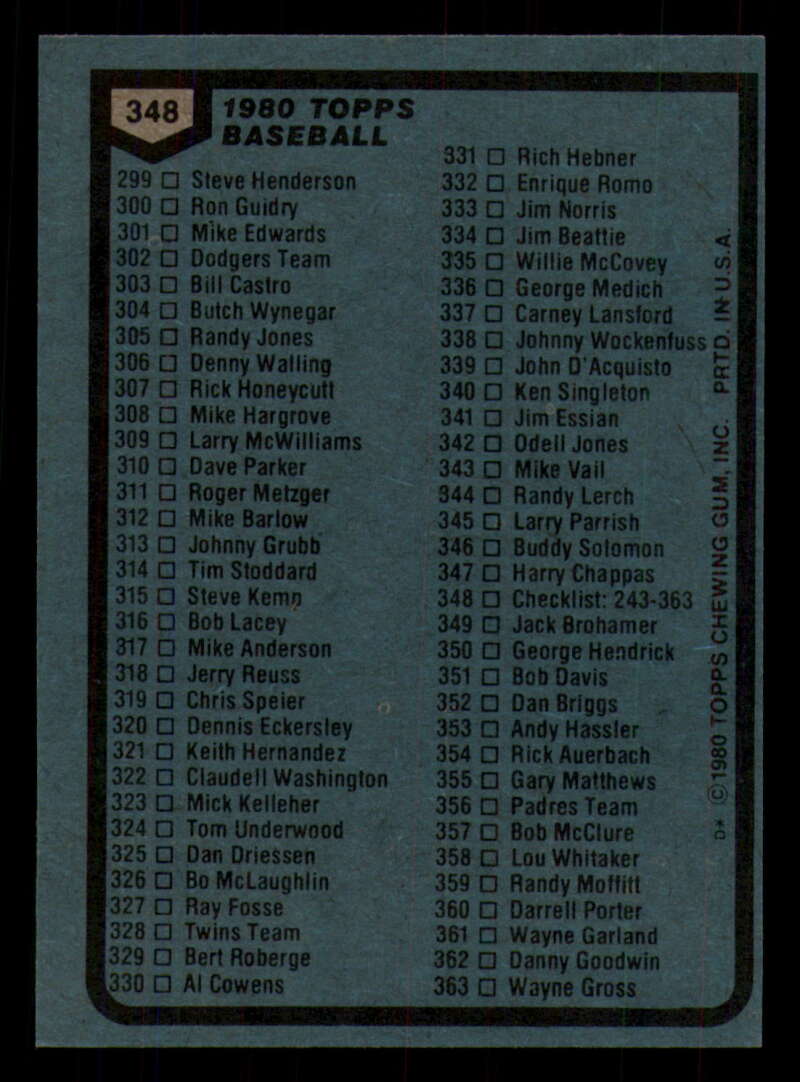 348
1980 TOPPS
BASEBALL
299 ☐ Steve Henderson
300 ☐ Ron Guidry
301 ☐ Mike Edwards
302 ☐ Dodgers Team
303 ☐ Bill Castro
304 ☐ Butch Wynegar
305 ☐ Randy Jones
306 ☐ Denny Walling
307 ☐ Rick Honeycutt
308 ☐ Mike Hargrove
309 ☐ Larry McWilliams
310 ☐ Dave Parker
311 ☐ Roger Metzger
312 ☐ Mike Barlow
313 ☐ Johnny Grubb
314 ☐ Tim Stoddard
315 ☐ Steve Kemp
316 ☐ Bob Lacey
317 ☐ Mike Anderson
318 ☐ Jerry Reuss
319 ☐ Chris Speier
320 ☐ Dennis Eckersley
321 ☐ Keith Hernandez
322 ☐ Claudell Washington
323 ☐ Mick Kelleher
324 ☐ Tom Underwood
325 ☐ Dan Driessen
326 ☐ Bo McLaughlin
327 ☐ Ray Fosse
328 ☐ Twins Team
329 ☐ Bert Roberge
330 ☐ Al Cowens
331 ☐ Rich Hebner
332 ☐ Enrique Romo
333 ☐ Jim Norris
334 ☐ Jim Beattie
335 ☐ Willie McCovey
336 ☐ George Medich
337 ☐ Carney Lansford
338 ☐ Johnny Wockenfuss
339 ☐ John D'Acquisto
340 ☐ Ken Singleton
341 ☐ Jim Essian
342 ☐ Odell Jones
343 ☐ Mike Vail
344 ☐ Randy Lerch
345 ☐ Larry Parrish
346 ☐ Buddy Solomon
347 ☐ Harry Chappas
348 ☐ Checklist: 243-363
349 ☐ Jack Brohamer
350 ☐ George Hendrick
351 ☐ Bob Davis
352 ☐ Dan Briggs
353 ☐ Andy Hassler
354 ☐ Rick Auerbach
355 ☐ Gary Matthews
356 ☐ Padres Team
357 ☐ Bob McClure
358 ☐ Lou Whitaker
359 ☐ Randy Moffitt
360 ☐ Darrell Porter
361 ☐ Wayne Garland
362 ☐ Danny Goodwin
363 ☐ Wayne Gross
D* ©1980 TOPPS CHEWING GUM, INC. PRTD. IN U.S.A.